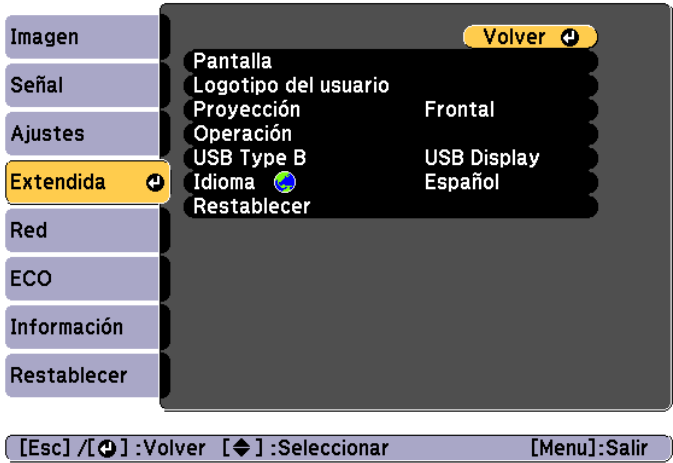 Imagen
Señal
Ajustes
Extendida
Red
ECO
Información
Restablecer
Volver
Pantalla
Logotipo del usuario
Proyección Frontal
Operación
USB Type B USB Display
Idioma Español
Restablecer
[Esc] /[ ] :Volver [ ] :Seleccionar [Menu]:Salir